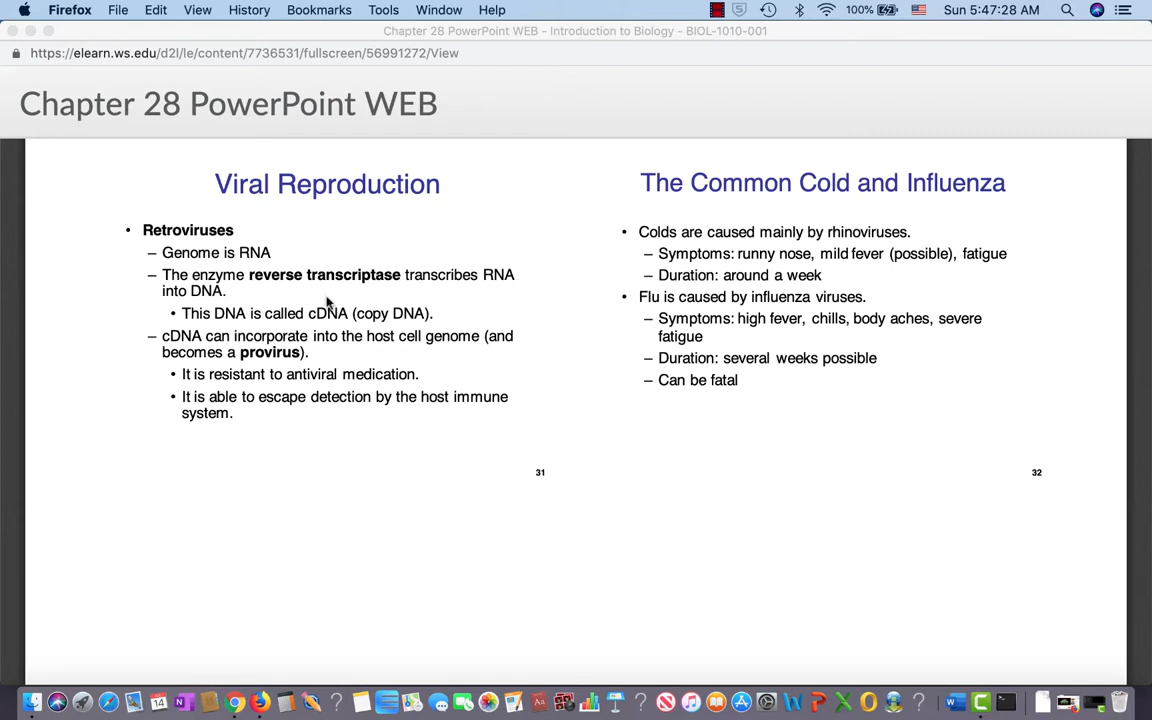 Firefox File Edit View History Bookmarks Tools Window Help 100% Sun 5:47:28 AM
Chapter 28 PowerPoint WEB - Introduction to Biology - BIOL-1010-001
https://elearn.ws.edu/d2l/le/content/7736531/fullscreen/56991272/View
Chapter 28 PowerPoint WEB
Viral Reproduction
• Retroviruses
– Genome is RNA
– The enzyme reverse transcriptase transcribes RNA
into DNA.
• This DNA is called cDNA (copy DNA).
– cDNA can incorporate into the host cell genome (and
becomes a provirus).
• It is resistant to antiviral medication.
• It is able to escape detection by the host immune
system.
31
The Common Cold and Influenza
• Colds are caused mainly by rhinoviruses.
– Symptoms: runny nose, mild fever (possible), fatigue
– Duration: around a week
• Flu is caused by influenza viruses.
– Symptoms: high fever, chills, body aches, severe
fatigue
– Duration: several weeks possible
– Can be fatal
32